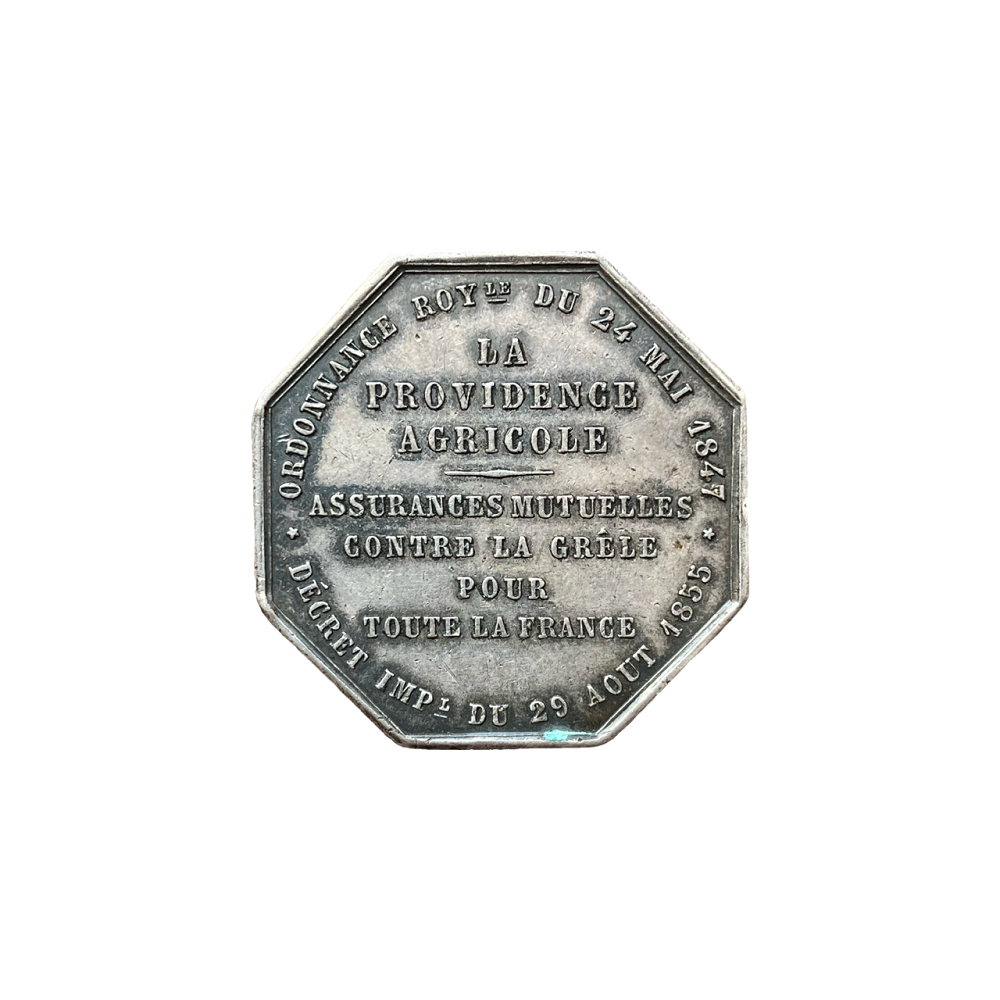 ORDONNANCE ROYLE DU 24 MAI 1847
LA
PROVIDENCE
AGRICOLE
ASSURANCES MUTUELLES
CONTRE LA GRÊLE
POUR
TOUTE LA FRANCE
* DÉCRET IMPL DU 29 AOUT 1855 *